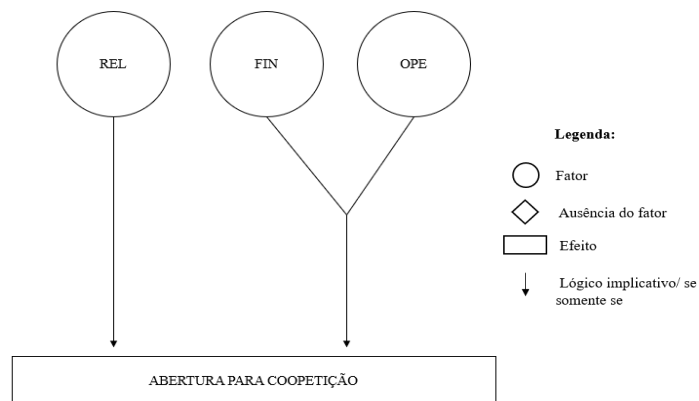 REL
FIN
OPE
Legenda:
Fator
Ausência do fator
Efeito
Lógico implicativo/ se
somente se
ABERTURA PARA COOPETIÇÃO